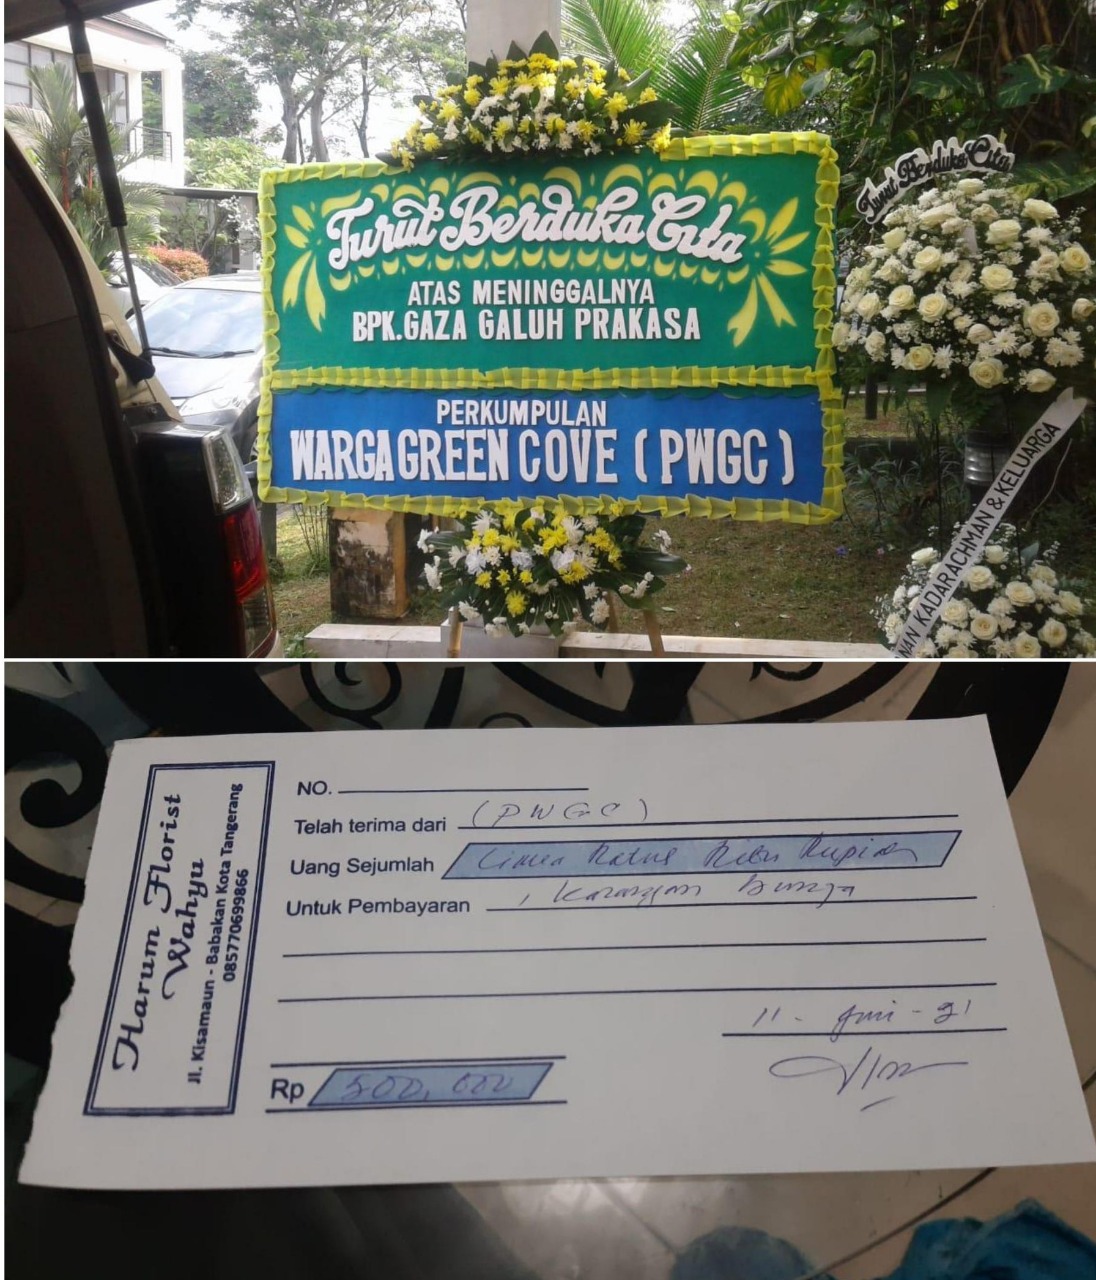 Turut Berduka Cita
ATAS MENINGGALNYA
BPK.GAZA GALUH PRAKASA
PERKUMPULAN
WARGA GREEN COVE ( PWGC )
Turut Berduka Cita
KADARACHMAN & KELUARGA
Harum Florist
Wahyu
Jl. Kisamaun - Babakan Kota Tangerang
085770699866
NO.
Telah terima dari (PWGC)
Uang Sejumlah Lima Ratus Ribu Rupiah
Untuk Pembayaran , Karangan bunga
11 - Juni - 21
Rp 500,000